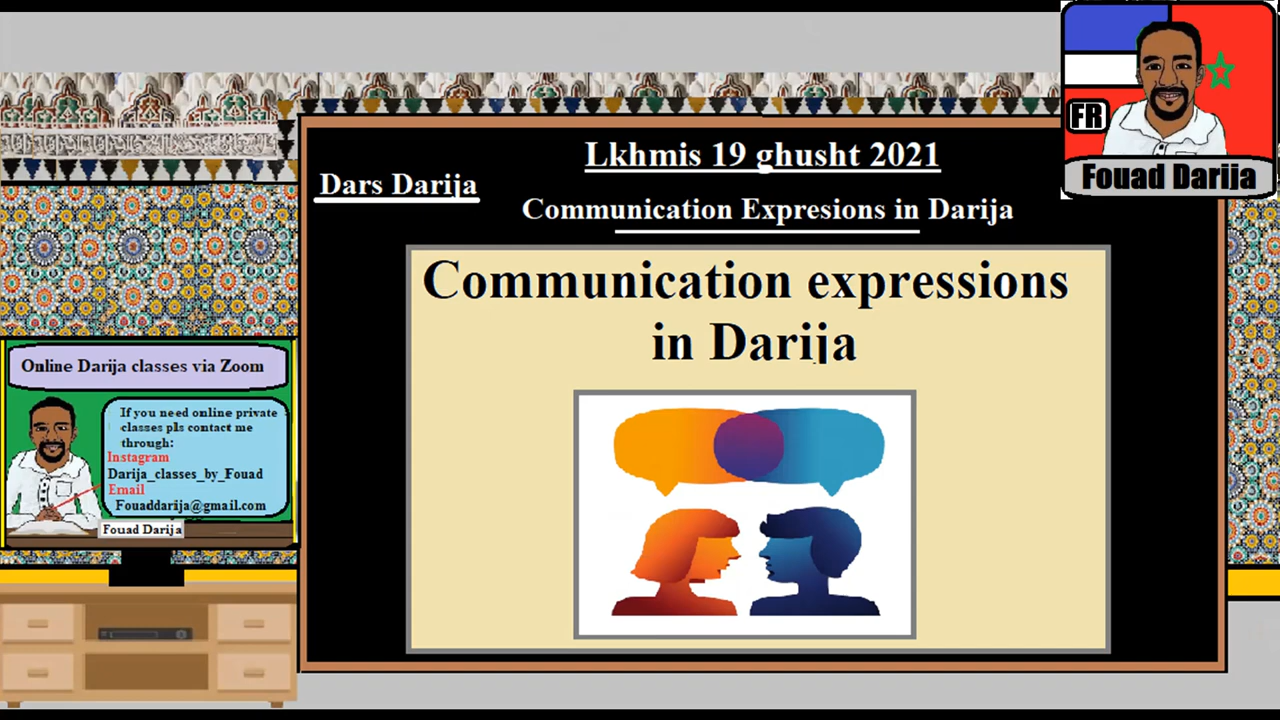 FR
Fouad Darija
Lkhmis 19 ghusht 2021
Dars Darija
Communication Expresions in Darija
Communication expressions
in Darija
Online Darija classes via Zoom
If you need online private
classes pls contact me
through:
Instagram
Darija_classes_by_Fouad
Email
Fouaddarija@gmail.com
Fouad Darija